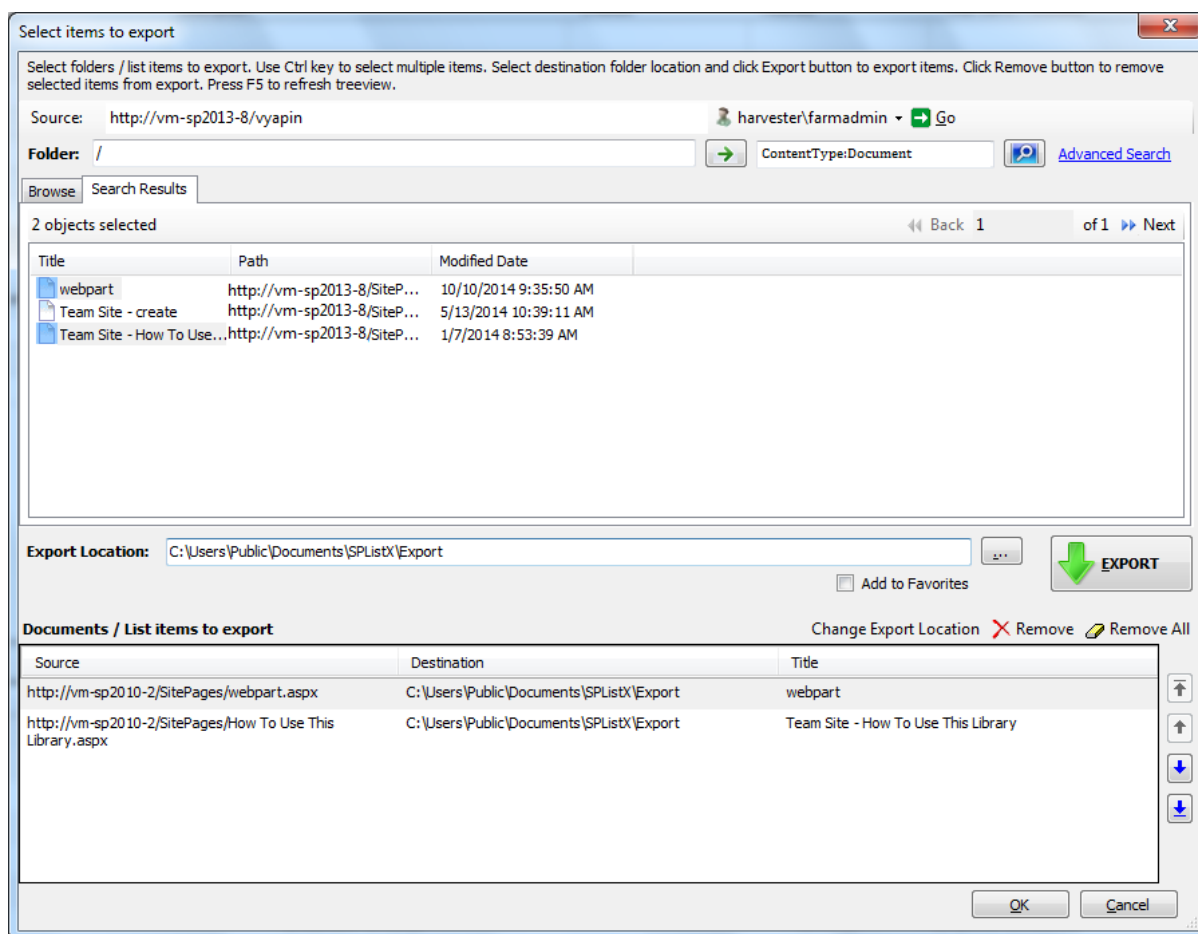 Select items to export
Select folders / list items to export. Use Ctrl key to select multiple items. Select destination folder location and click Export button to export items. Click Remove button to remove
selected items from export. Press F5 to refresh treeview.
Source: http://vm-sp2013-8/vyapin harvester\farmadmin Go
Folder: / ContentType:Document Advanced Search
Browse Search Results
2 objects selected Back 1 of 1 Next
Title Path Modified Date
webpart http://vm-sp2013-8/SiteP... 10/10/2014 9:35:50 AM
Team Site - create http://vm-sp2013-8/SiteP... 5/13/2014 10:39:11 AM
Team Site - How To Use... http://vm-sp2013-8/SiteP... 1/7/2014 8:53:39 AM
Export Location: C:\Users\Public\Documents\SPListX\Export ... EXPORT
Add to Favorites
Documents / List items to export Change Export Location Remove Remove All
Source Destination Title
http://vm-sp2010-2/SitePages/webpart.aspx C:\Users\Public\Documents\SPListX\Export webpart
http://vm-sp2010-2/SitePages/How To Use This C:\Users\Public\Documents\SPListX\Export Team Site - How To Use This Library
Library.aspx
OK Cancel